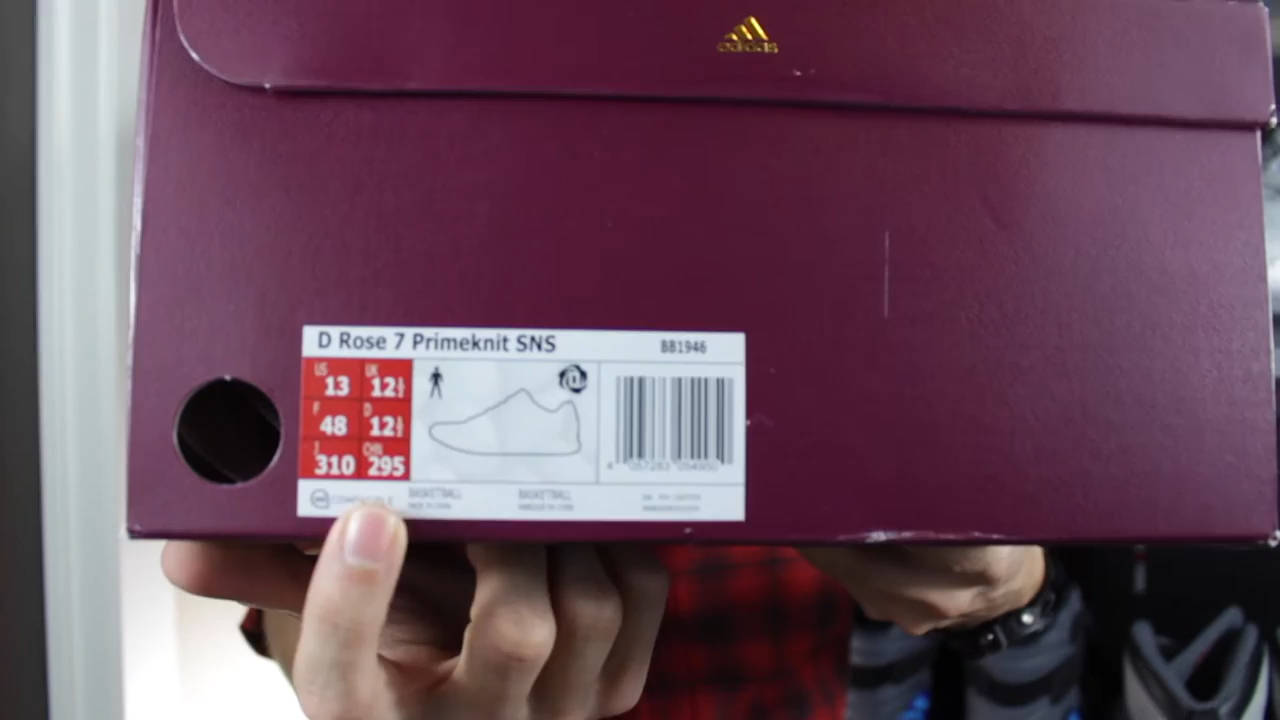 adidas
D Rose 7 Primeknit SNS
BB1946
US 13 UK 12½
F 48 D 12½
J 310 CHN 295
BASKETBALL
BASKETBALL